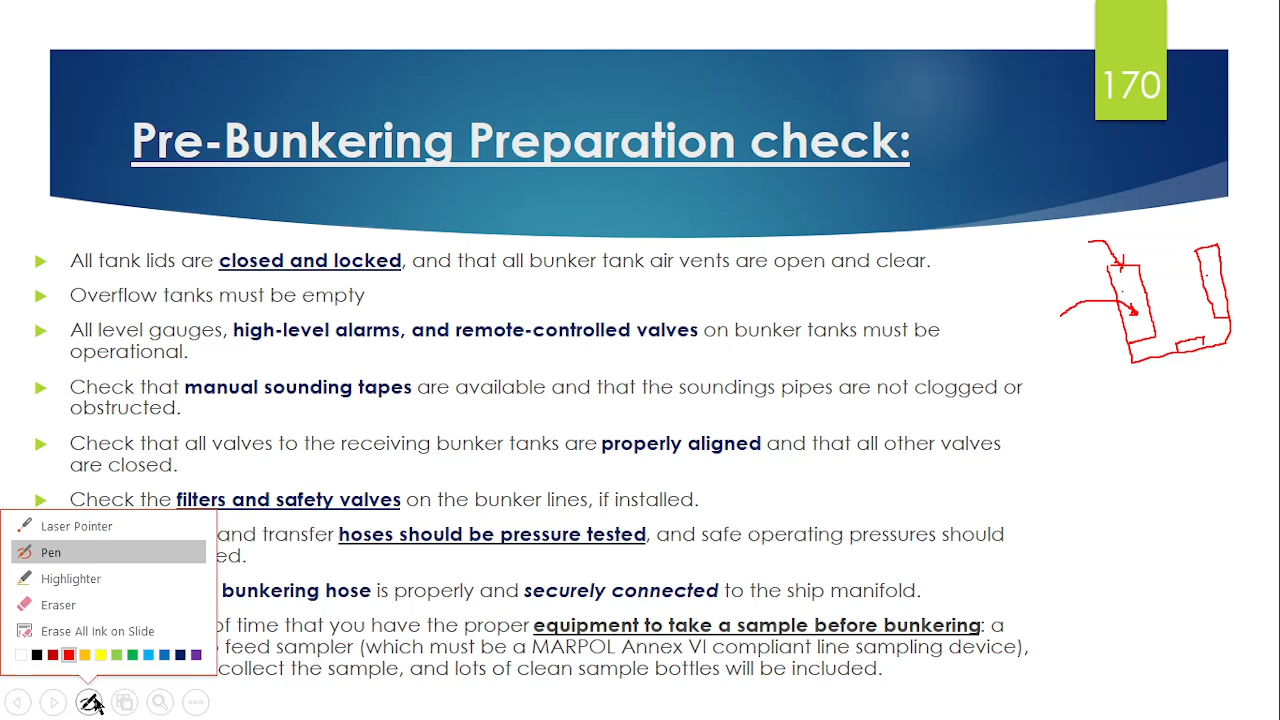 170
Pre-Bunkering Preparation check:
All tank lids are closed and locked, and that all bunker tank air vents are open and clear.
Overflow tanks must be empty
All level gauges, high-level alarms, and remote-controlled valves on bunker tanks must be
operational.
Check that manual sounding tapes are available and that the soundings pipes are not clogged or
obstructed.
Check that all valves to the receiving bunker tanks are properly aligned and that all other valves
are closed.
Check the filters and safety valves on the bunker lines, if installed.
and transfer hoses should be pressure tested, and safe operating pressures should
ed.
bunkering hose is properly and securely connected to the ship manifold.
of time that you have the proper equipment to take a sample before bunkering: a
feed sampler (which must be a MARPOL Annex VI compliant line sampling device),
collect the sample, and lots of clean sample bottles will be included.
Laser Pointer
Pen
Highlighter
Eraser
Erase All Ink on Slide